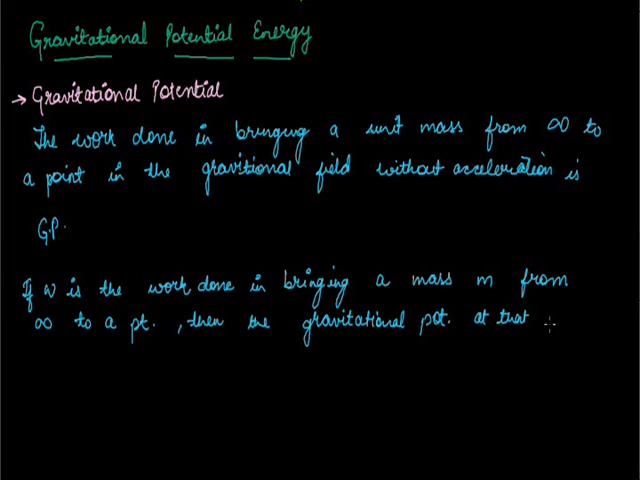 Gravitational Potential Energy
→ Gravitational Potential
The work done in bringing a unit mass from ∞ to
a point in the gravitional field without acceleration is
G.P.
If W is the work done in bringing a mass m from
∞ to a pt. , then the gravitational pot. at that